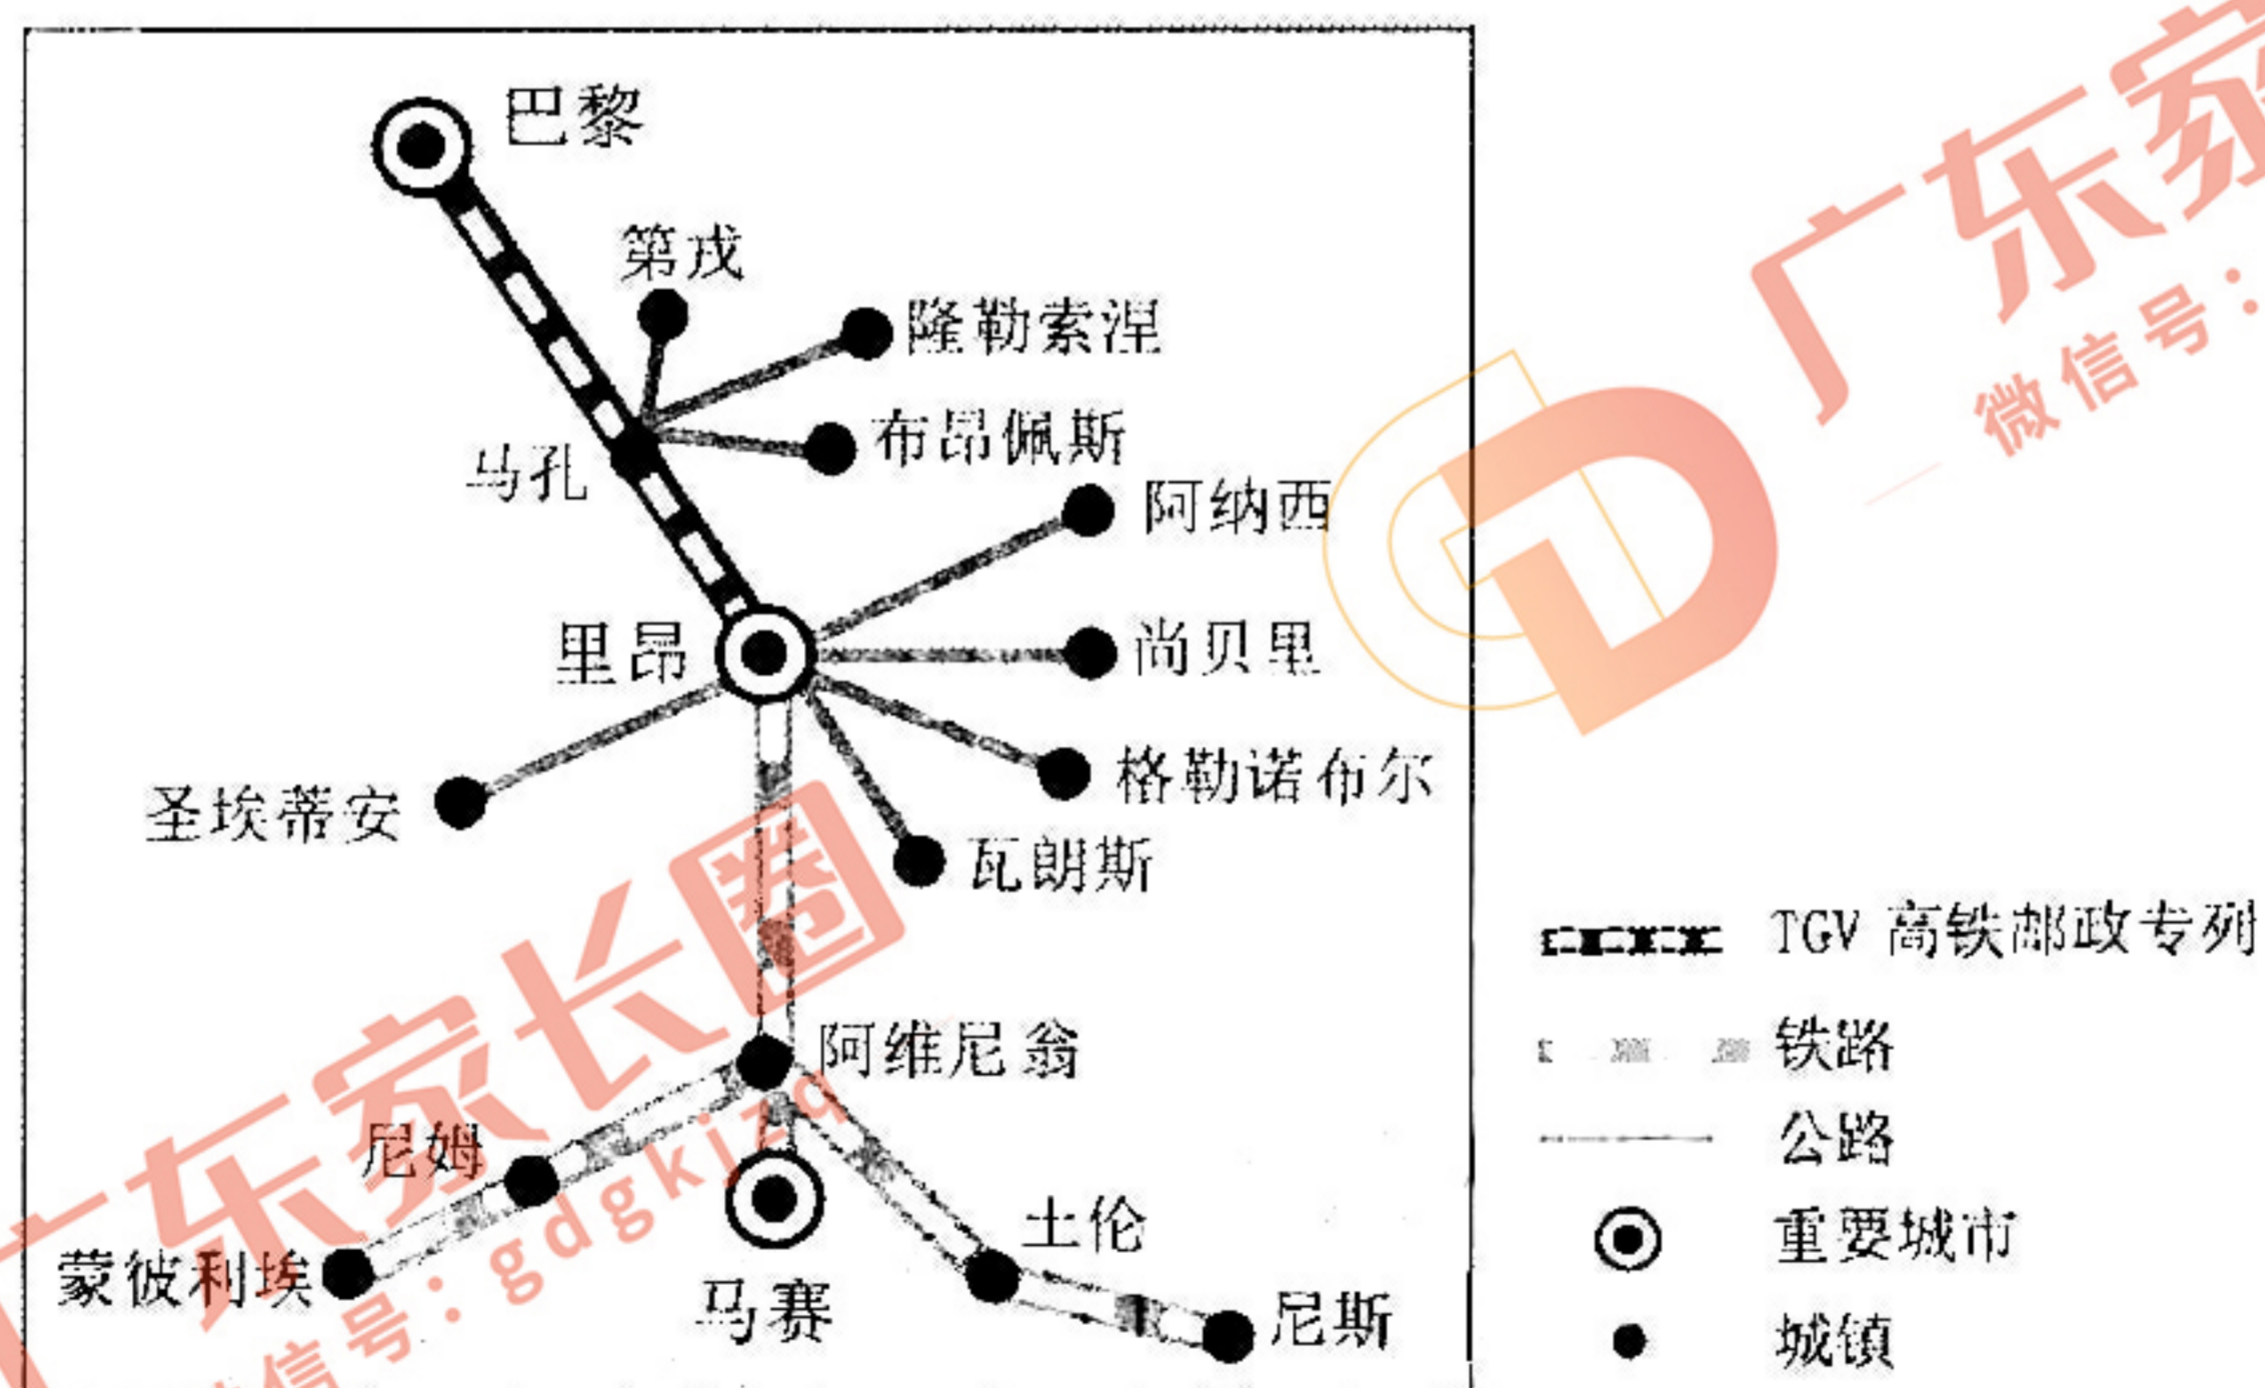 巴黎
第戎
隆勒索涅
布昂佩斯
马孔
阿纳西
里昂
尚贝里
格勒诺布尔
圣埃蒂安
瓦朗斯
阿维尼翁
尼姆
土伦
蒙彼利埃
马赛
尼斯
TGV 高铁邮政专列
铁路
公路
重要城市
城镇
广东家长圈
微信号：gdgkjzq
广东家
微信号：